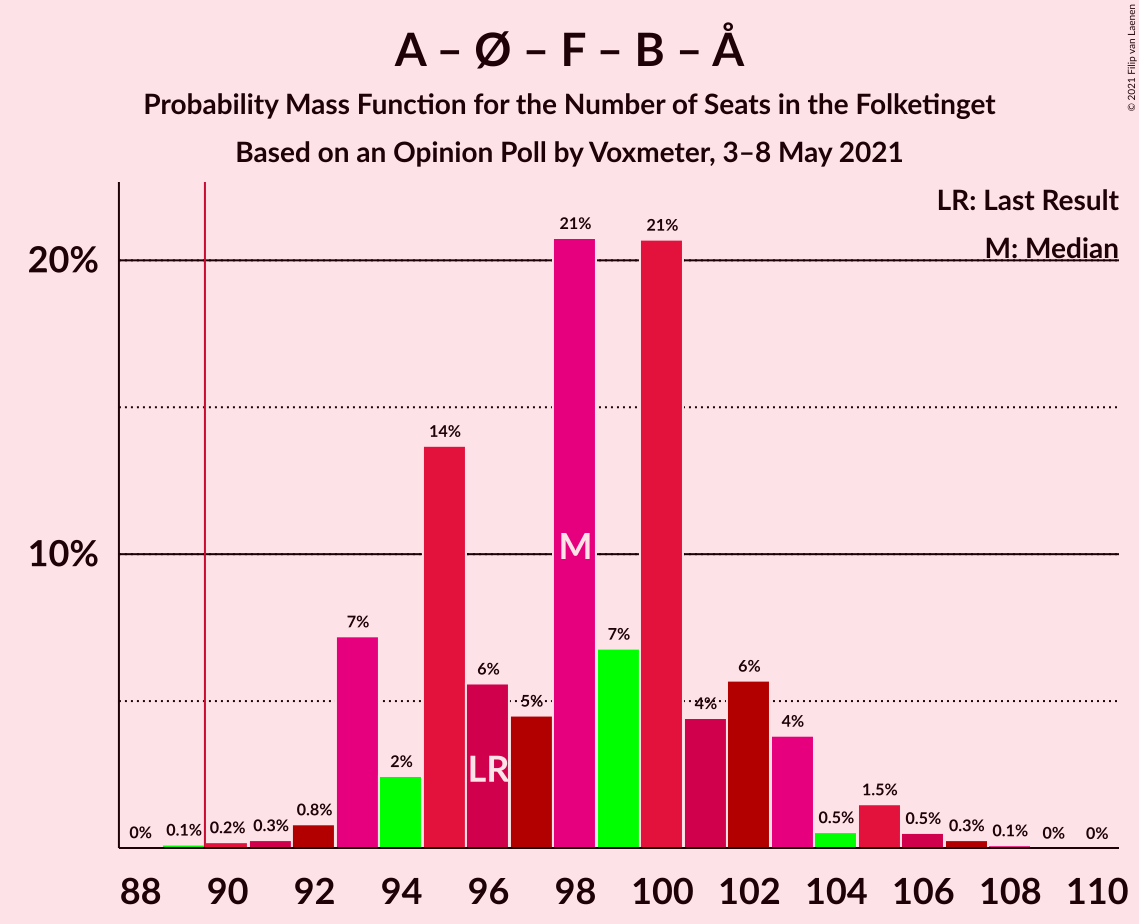 A – Ø – F – B – Å
Probability Mass Function for the Number of Seats in the Folketinget
Based on an Opinion Poll by Voxmeter, 3–8 May 2021
© 2021 Filip van Laenen
LR: Last Result
M: Median
20%
10%
0%
0.1%
0.2%
0.3%
0.8%
7%
2%
14%
6%
5%
21%
7%
21%
4%
6%
4%
0.5%
1.5%
0.5%
0.3%
0.1%
0%
0%
LR
M
88 90 92 94 96 98 100 102 104 106 108 110